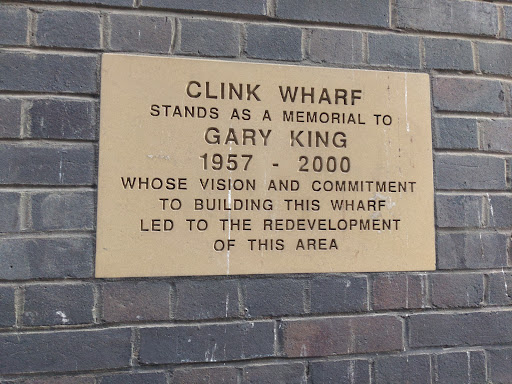 CLINK WHARF
STANDS AS A MEMORIAL TO
GARY KING
1957 - 2000
WHOSE VISION AND COMMITMENT
TO BUILDING THIS WHARF
LED TO THE REDEVELOPMENT
OF THIS AREA